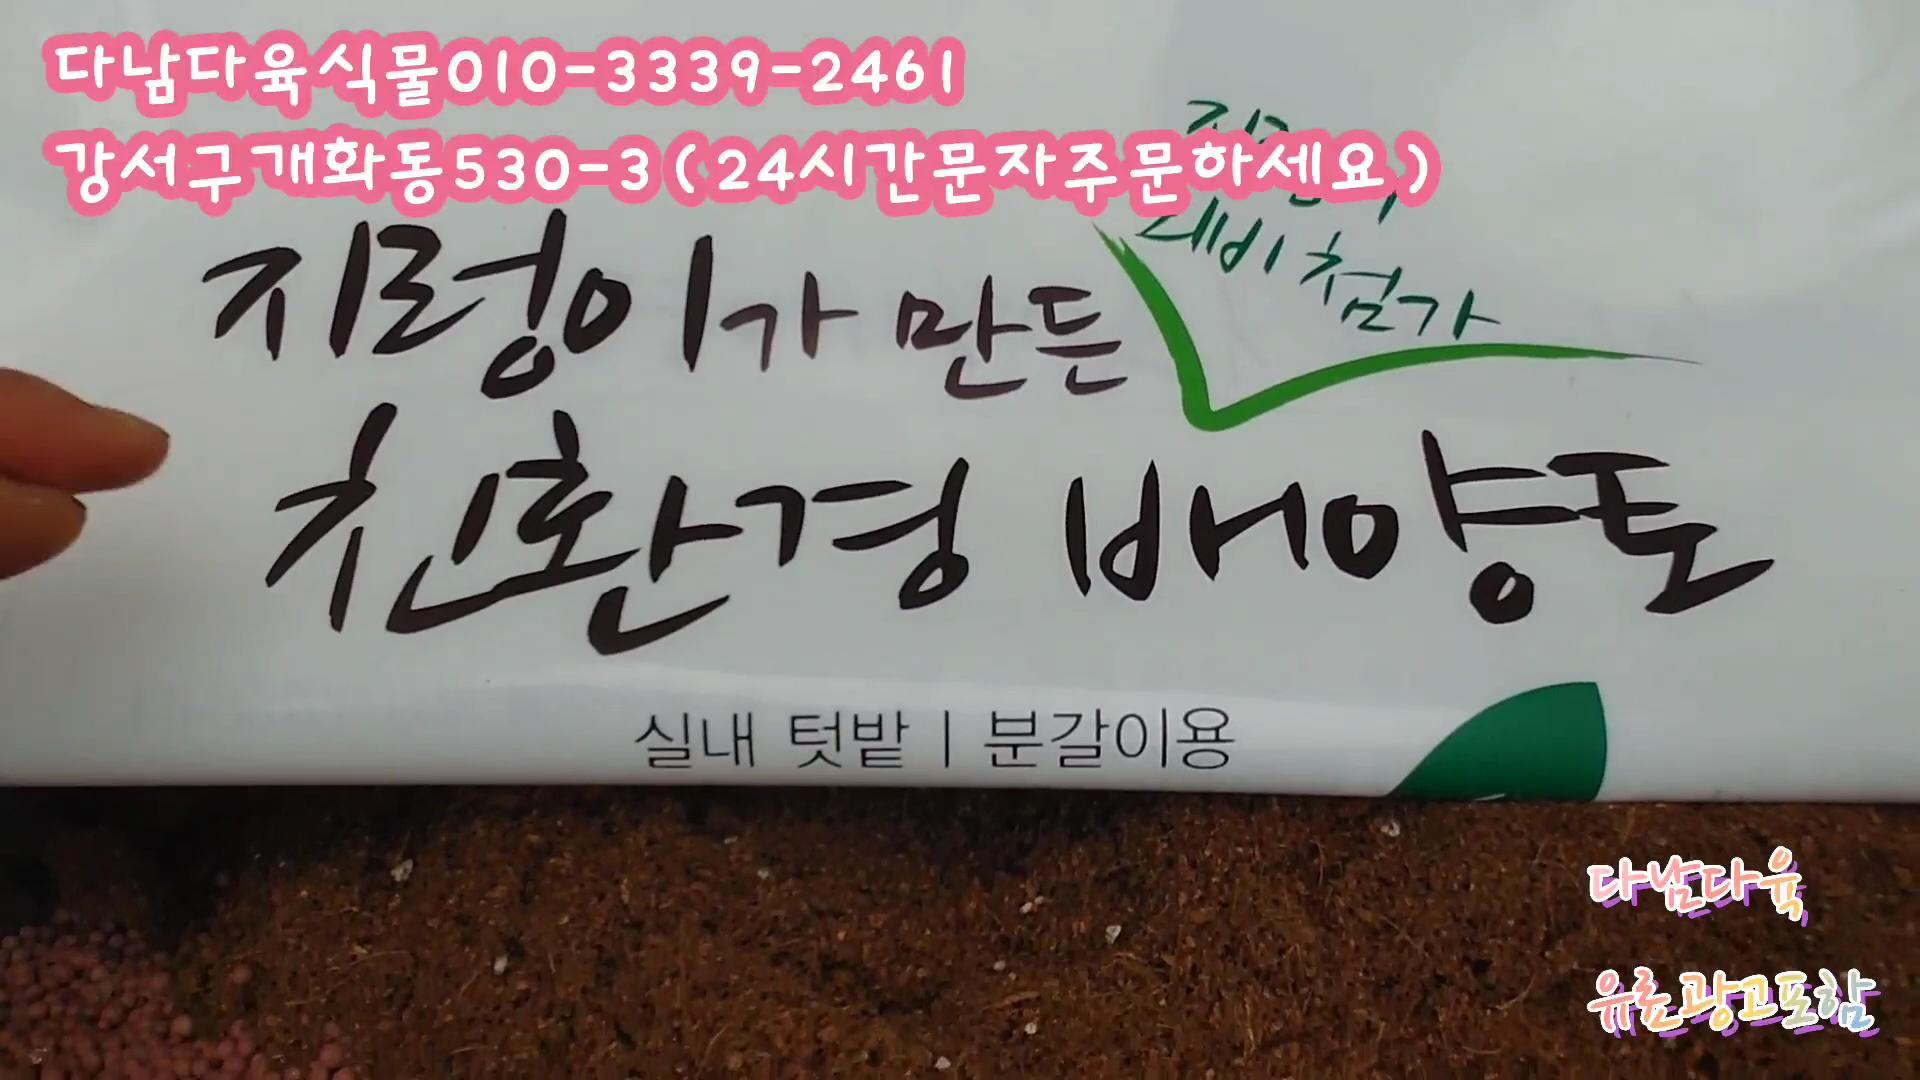 다남다육식물010-3339-2461
강서구개화동530-3(24시간문자주문하세요)
첨가
지렁이가 만든
친환경 배양토
실내 텃밭 | 분갈이용
다남다육
유료광고포함